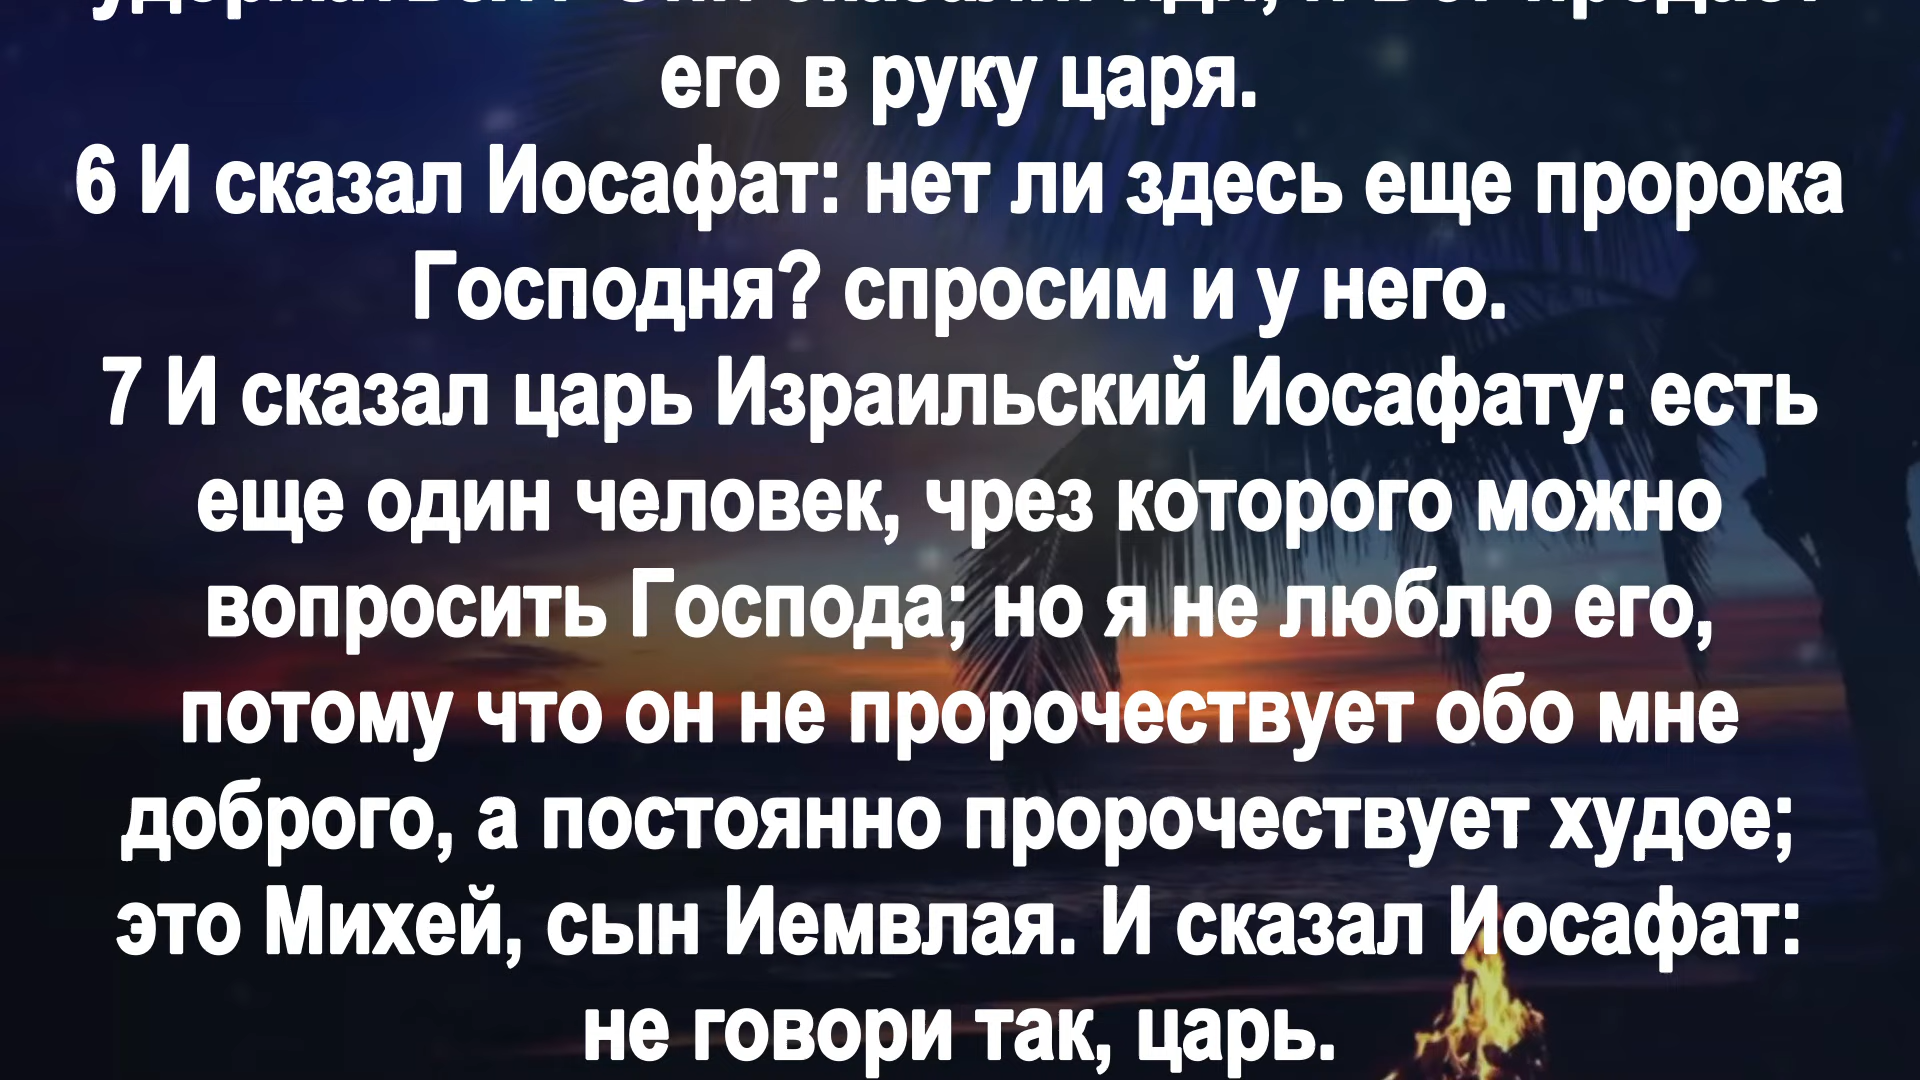 его в руку царя.
6 И сказал Иосафат: нет ли здесь еще пророка
Господня? спросим и у него.
7 И сказал царь Израильский Иосафату: есть
еще один человек, чрез которого можно
вопросить Господа; но я не люблю его,
потому что он не пророчествует обо мне
доброго, а постоянно пророчествует худое;
это Михей, сын Иемвлая. И сказал Иосафат:
не говори так, царь.